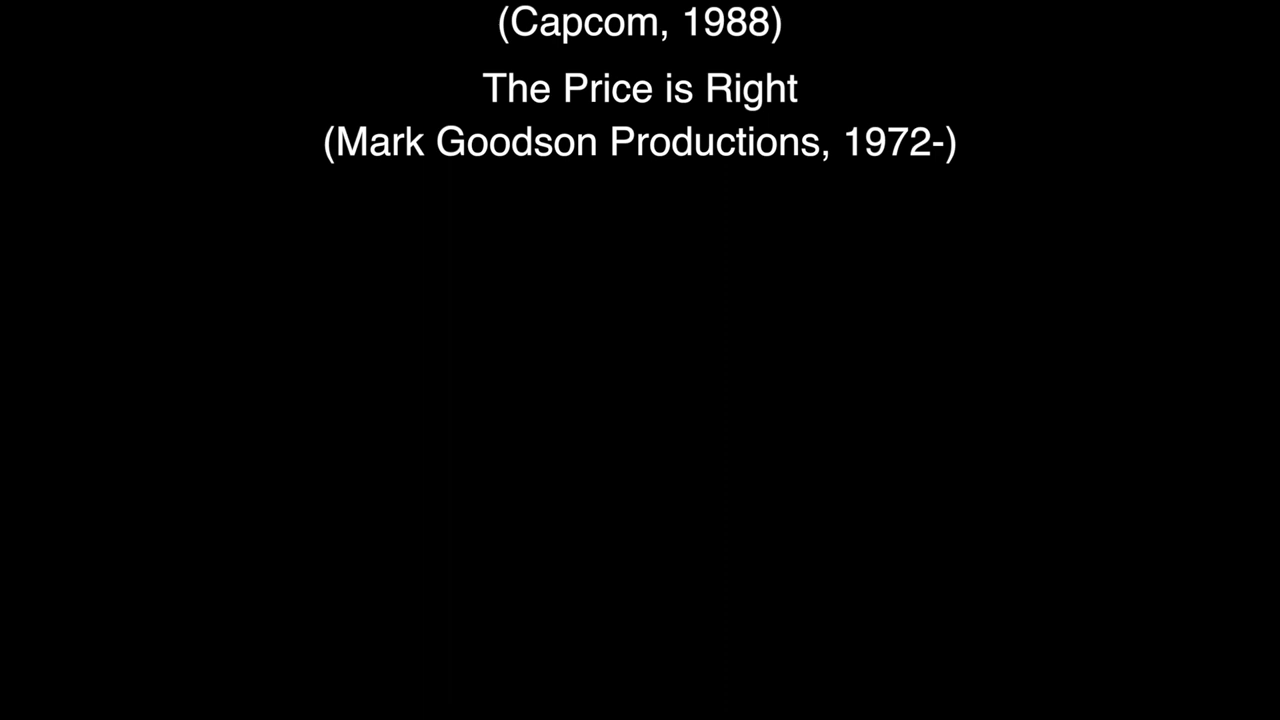 (Capcom, 1988)
The Price is Right
(Mark Goodson Productions, 1972-)